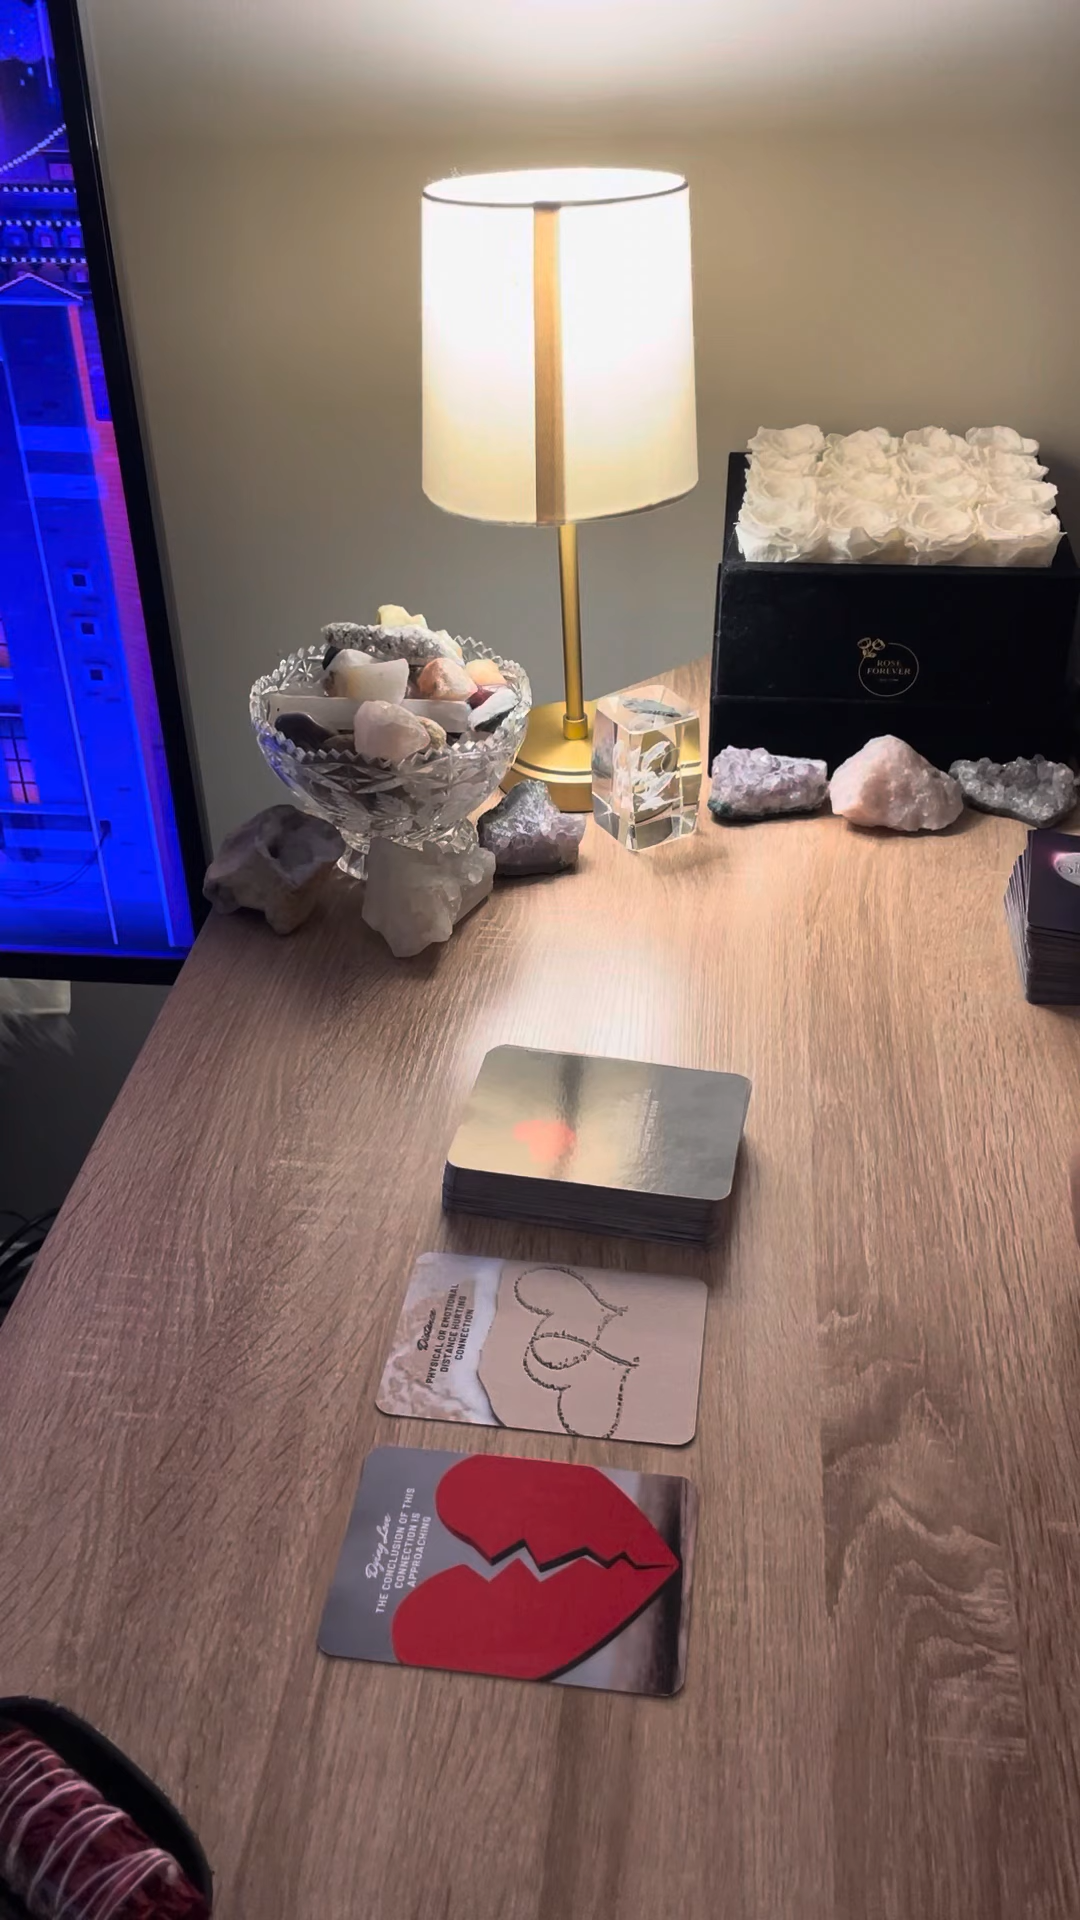 ROSE
FOREVER
Distance
PHYSICAL OR EMOTIONAL
DISTANCE HURTING
CONNECTION
Dying Love
THE CONCLUSION OF THIS
CONNECTION IS
APPROACHING